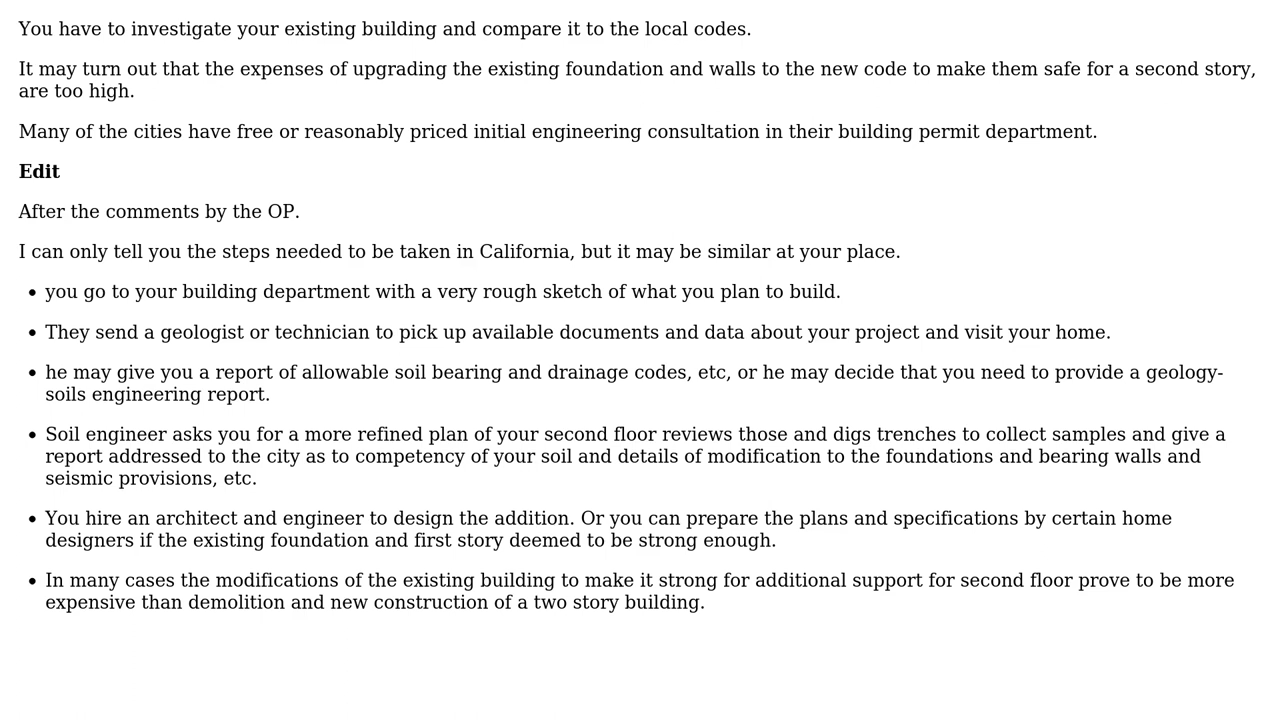 You have to investigate your existing building and compare it to the local codes.
It may turn out that the expenses of upgrading the existing foundation and walls to the new code to make them safe for a second story,
are too high.
Many of the cities have free or reasonably priced initial engineering consultation in their building permit department.
Edit
After the comments by the OP.
I can only tell you the steps needed to be taken in California, but it may be similar at your place.
• you go to your building department with a very rough sketch of what you plan to build.
• They send a geologist or technician to pick up available documents and data about your project and visit your home.
• he may give you a report of allowable soil bearing and drainage codes, etc, or he may decide that you need to provide a geology-
soils engineering report.
• Soil engineer asks you for a more refined plan of your second floor reviews those and digs trenches to collect samples and give a
report addressed to the city as to competency of your soil and details of modification to the foundations and bearing walls and
seismic provisions, etc.
• You hire an architect and engineer to design the addition. Or you can prepare the plans and specifications by certain home
designers if the existing foundation and first story deemed to be strong enough.
• In many cases the modifications of the existing building to make it strong for additional support for second floor prove to be more
expensive than demolition and new construction of a two story building.